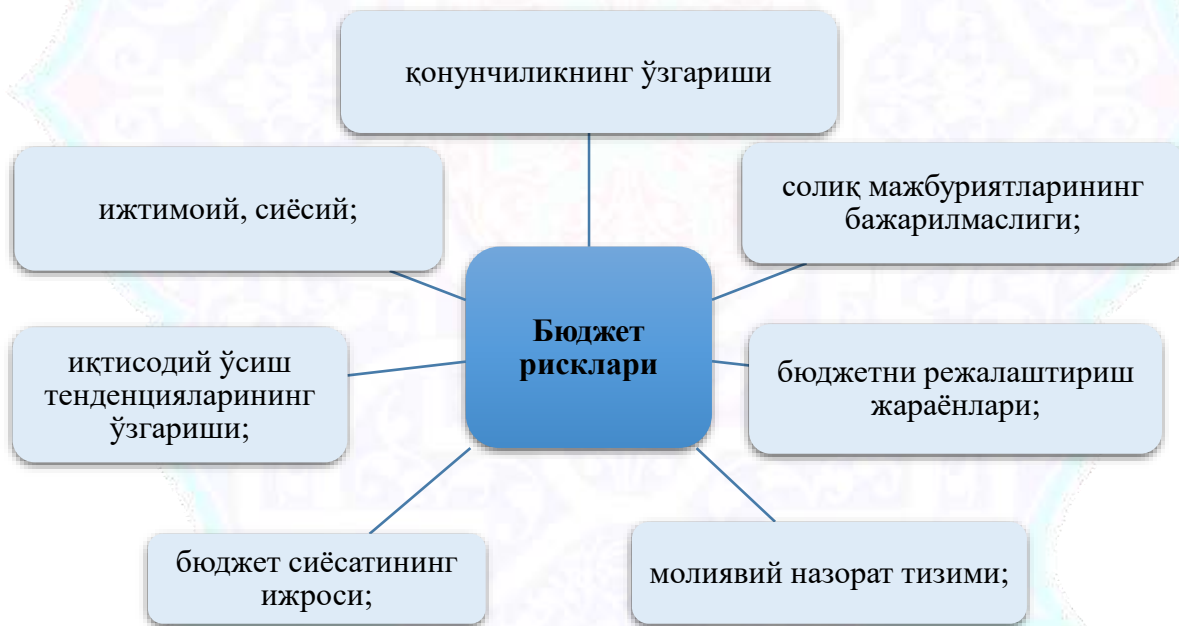 қонунчиликнинг ўзгариши
ижтимоий, сиёсий;
солиқ мажбуриятларининг
бажарилмаслиги;
Бюджет
рисклари
иқтисодий ўсиш
тенденцияларининг
ўзгариши;
бюджетни режалаштириш
жараёнлари;
бюджет сиёсатининг
ижроси;
молиявий назорат тизими;